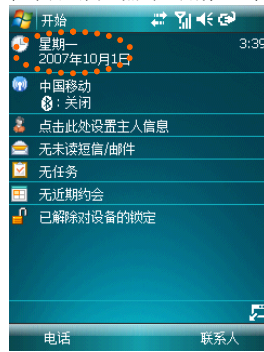 开始
星期一
3:39
2007年10月1日
中国移动
：关闭
点击此处设置主人信息
无未读短信/邮件
无任务
无近期约会
已解除对设备的锁定
电话
联系人